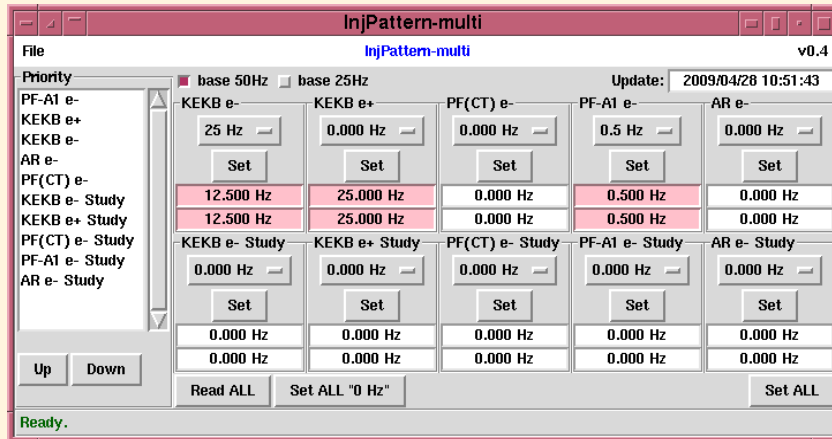 InjPattern-multi
File InjPattern-multi v0.4
Priority
PF-A1 e-
KEKB e+
KEKB e-
AR e-
PF(CT) e-
KEKB e- Study
KEKB e+ Study
PF(CT) e- Study
PF-A1 e- Study
AR e- Study
Up Down
base 50Hz base 25Hz Update: 2009/04/28 10:51:43
KEKB e- KEKB e+ PF(CT) e- PF-A1 e- AR e-
25 Hz 0.000 Hz 0.000 Hz 0.5 Hz 0.000 Hz
Set Set Set Set Set
12.500 Hz 25.000 Hz 0.000 Hz 0.500 Hz 0.000 Hz
12.500 Hz 25.000 Hz 0.000 Hz 0.500 Hz 0.000 Hz
KEKB e- Study KEKB e+ Study PF(CT) e- Study PF-A1 e- Study AR e- Study
0.000 Hz 0.000 Hz 0.000 Hz 0.000 Hz 0.000 Hz
Set Set Set Set Set
0.000 Hz 0.000 Hz 0.000 Hz 0.000 Hz 0.000 Hz
0.000 Hz 0.000 Hz 0.000 Hz 0.000 Hz 0.000 Hz
Read ALL Set ALL "0 Hz" Set ALL
Ready.